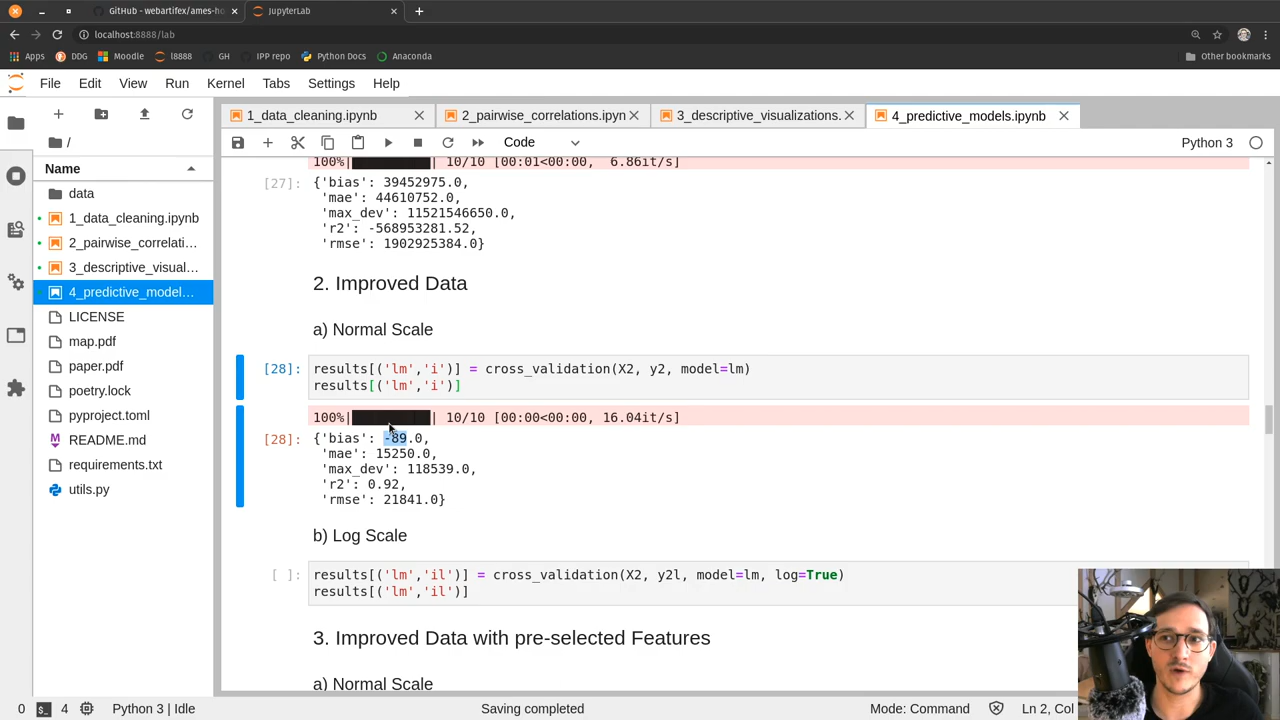 GitHub - webartifex/ames-ho
JupyterLab
localhost:8888/lab
Apps DDG Moodle l8888 GH IPP repo Python Docs Anaconda Other bookmarks
File Edit View Run Kernel Tabs Settings Help
1_data_cleaning.ipynb 2_pairwise_correlations.ipyn 3_descriptive_visualizations. 4_predictive_models.ipynb
Code Python 3
/
Name
data
1_data_cleaning.ipynb
2_pairwise_correlati…
3_descriptive_visual…
4_predictive_model…
LICENSE
map.pdf
paper.pdf
poetry.lock
pyproject.toml
README.md
requirements.txt
utils.py
100%| | 10/10 [00:01<00:00, 6.86it/s]
[27]: {'bias': 39452975.0,
'mae': 44610752.0,
'max_dev': 11521546650.0,
'r2': -568953281.52,
'rmse': 1902925384.0}
2. Improved Data
a) Normal Scale
[28]: results[('lm','i')] = cross_validation(X2, y2, model=lm)
results[('lm','i')]
100%| | 10/10 [00:00<00:00, 16.04it/s]
[28]: {'bias': -89.0,
'mae': 15250.0,
'max_dev': 118539.0,
'r2': 0.92,
'rmse': 21841.0}
b) Log Scale
[ ]: results[('lm','il')] = cross_validation(X2, y2l, model=lm, log=True)
results[('lm','il')]
3. Improved Data with pre-selected Features
a) Normal Scale
0 4 Python 3 | Idle Saving completed Mode: Command Ln 2, Col